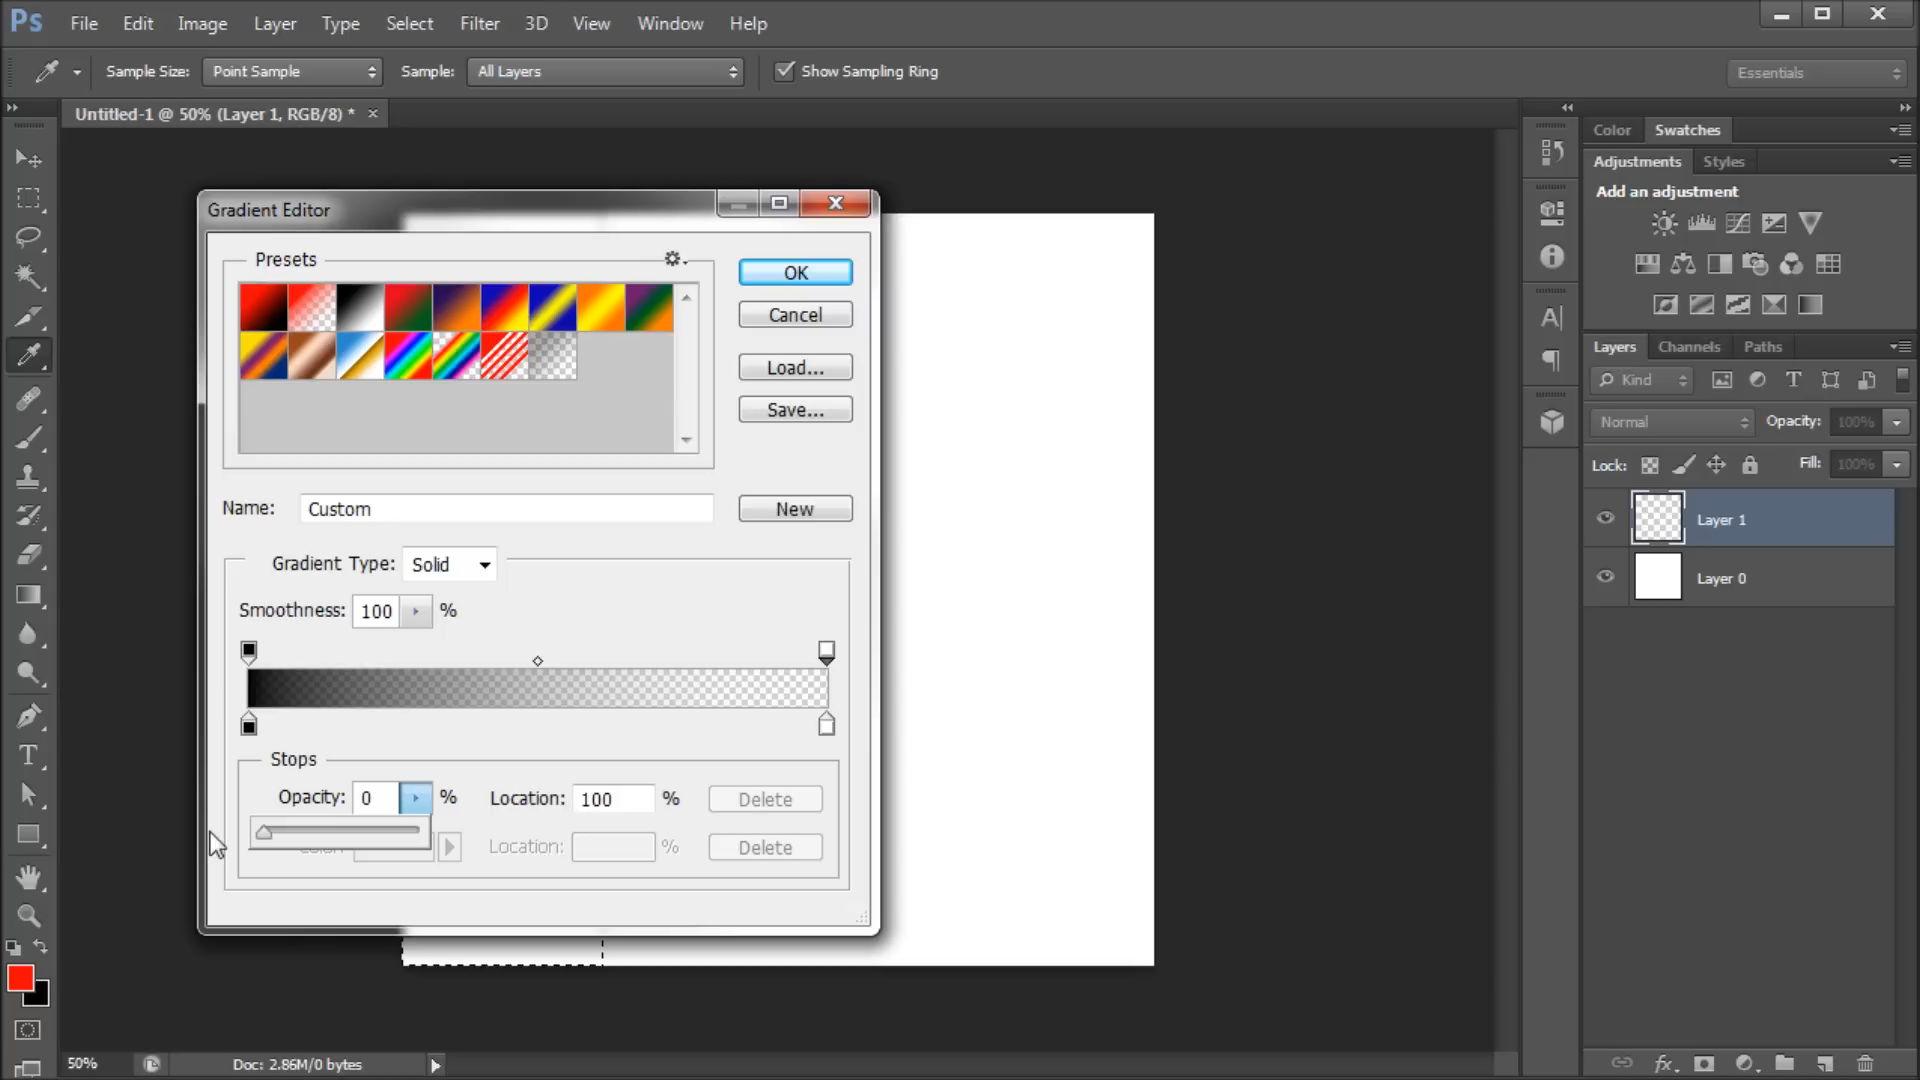 Ps File Edit Image Layer Type Select Filter 3D View Window Help
Sample Size: Point Sample Sample: All Layers Show Sampling Ring Essentials
Untitled-1 @ 50% (Layer 1, RGB/8) * ×
Color Swatches
Adjustments Styles
Add an adjustment
Gradient Editor
Presets
OK
Cancel
Load...
Save...
Name: Custom
New
Gradient Type: Solid
Smoothness: 100 %
Stops
Opacity: 0 % Location: 100 % Delete
Location: % Delete
Layers Channels Paths
Kind
Normal Opacity: 100%
Lock: Fill: 100%
Layer 1
Layer 0
50% Doc: 2.86M/0 bytes